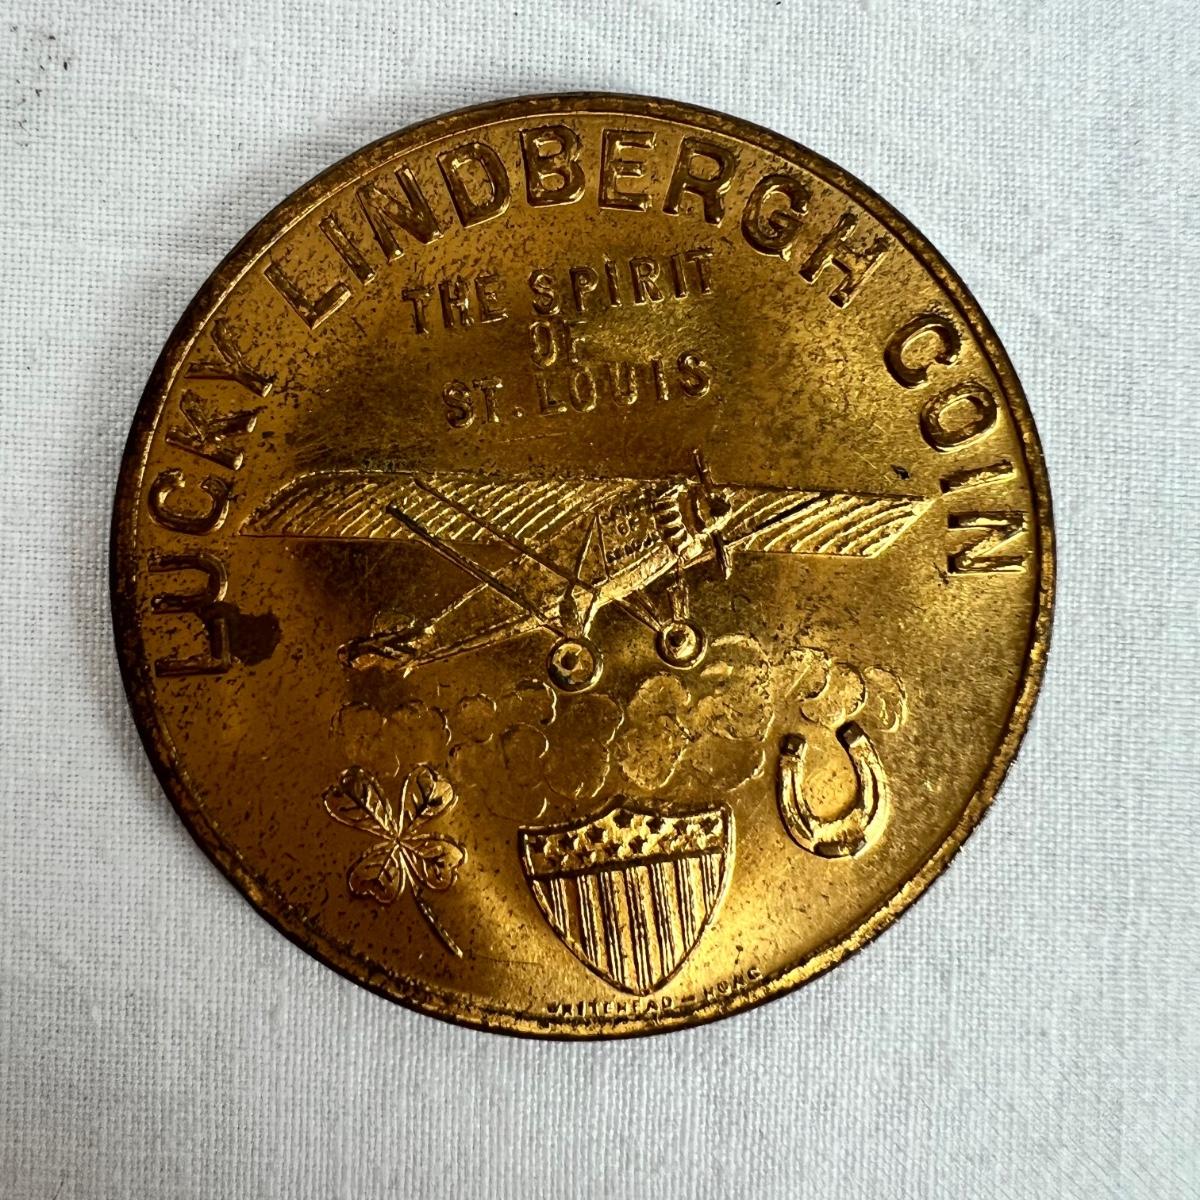 LUCKY LINDBERGH COIN
THE SPIRIT
OF
ST. LOUIS
WHITEHEAD - HOAG